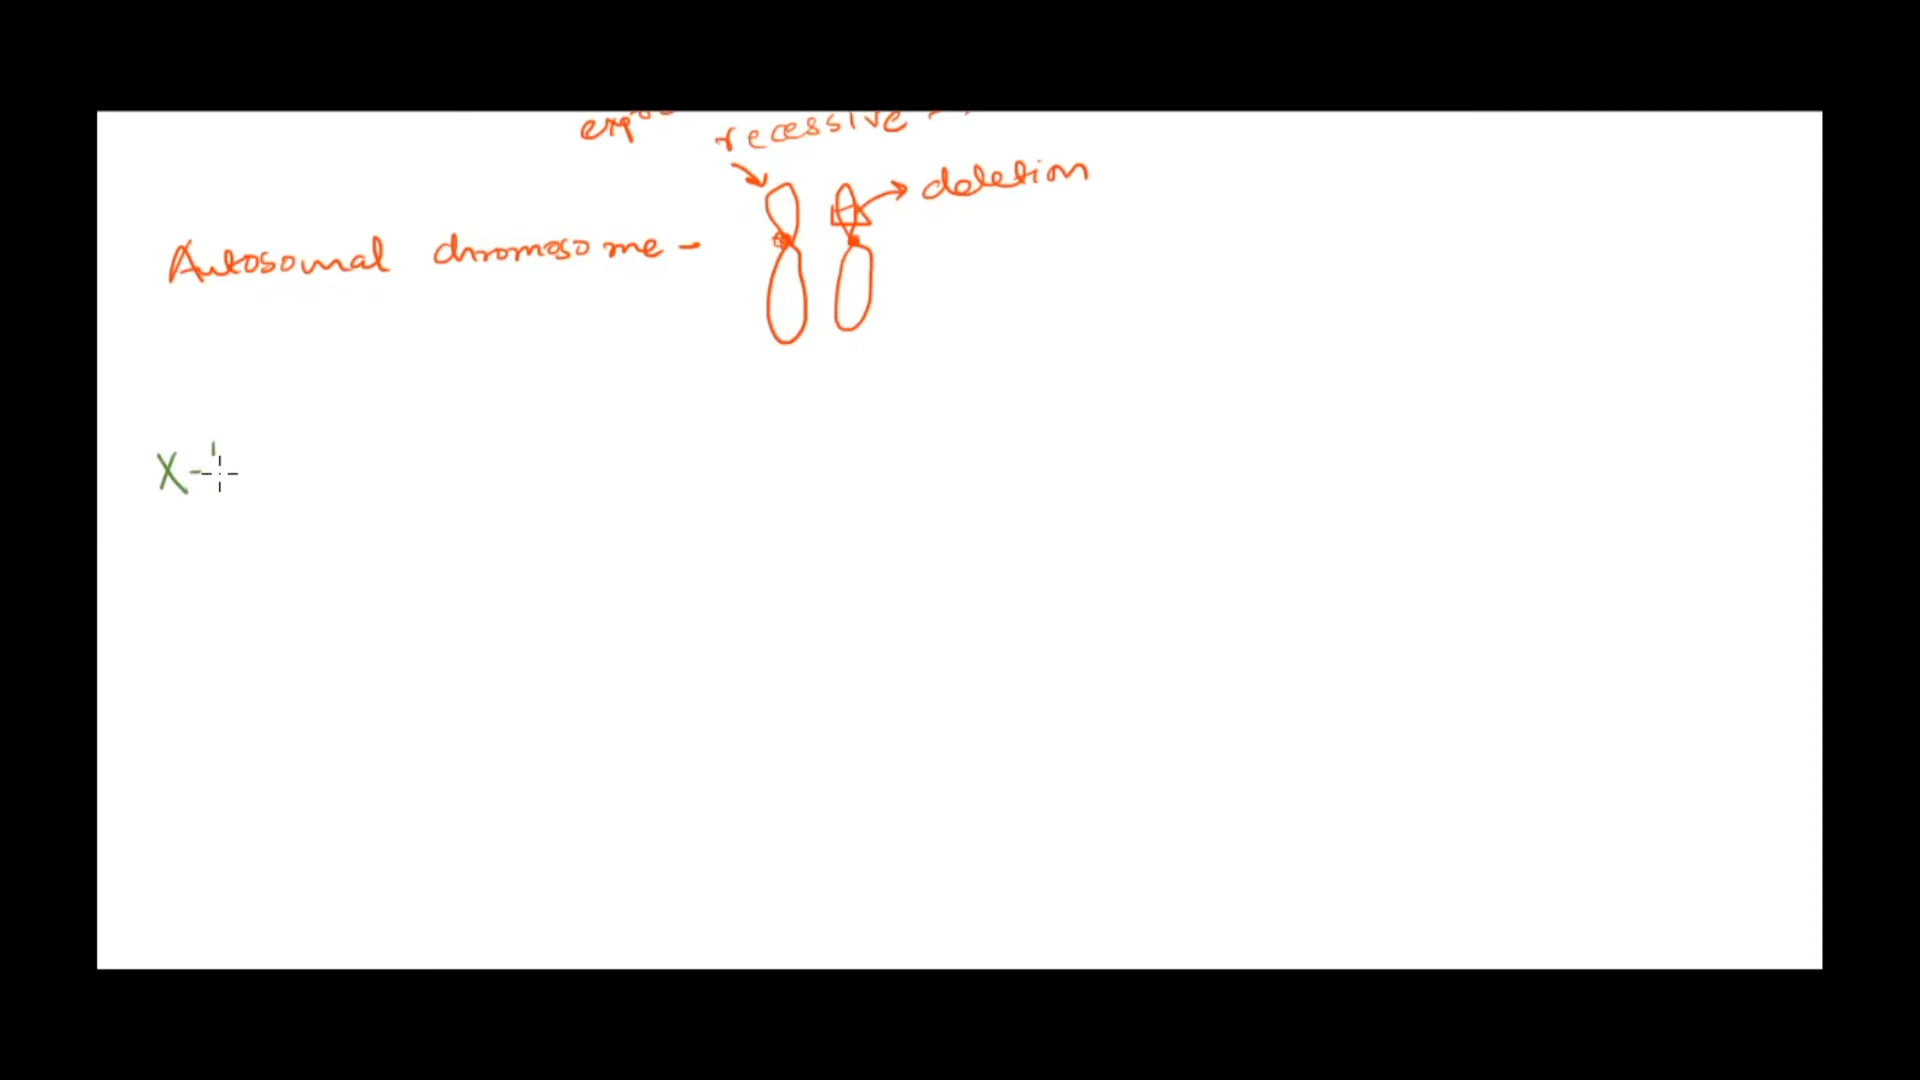 recessive -
deletion
Autosomal chromosome -
X -